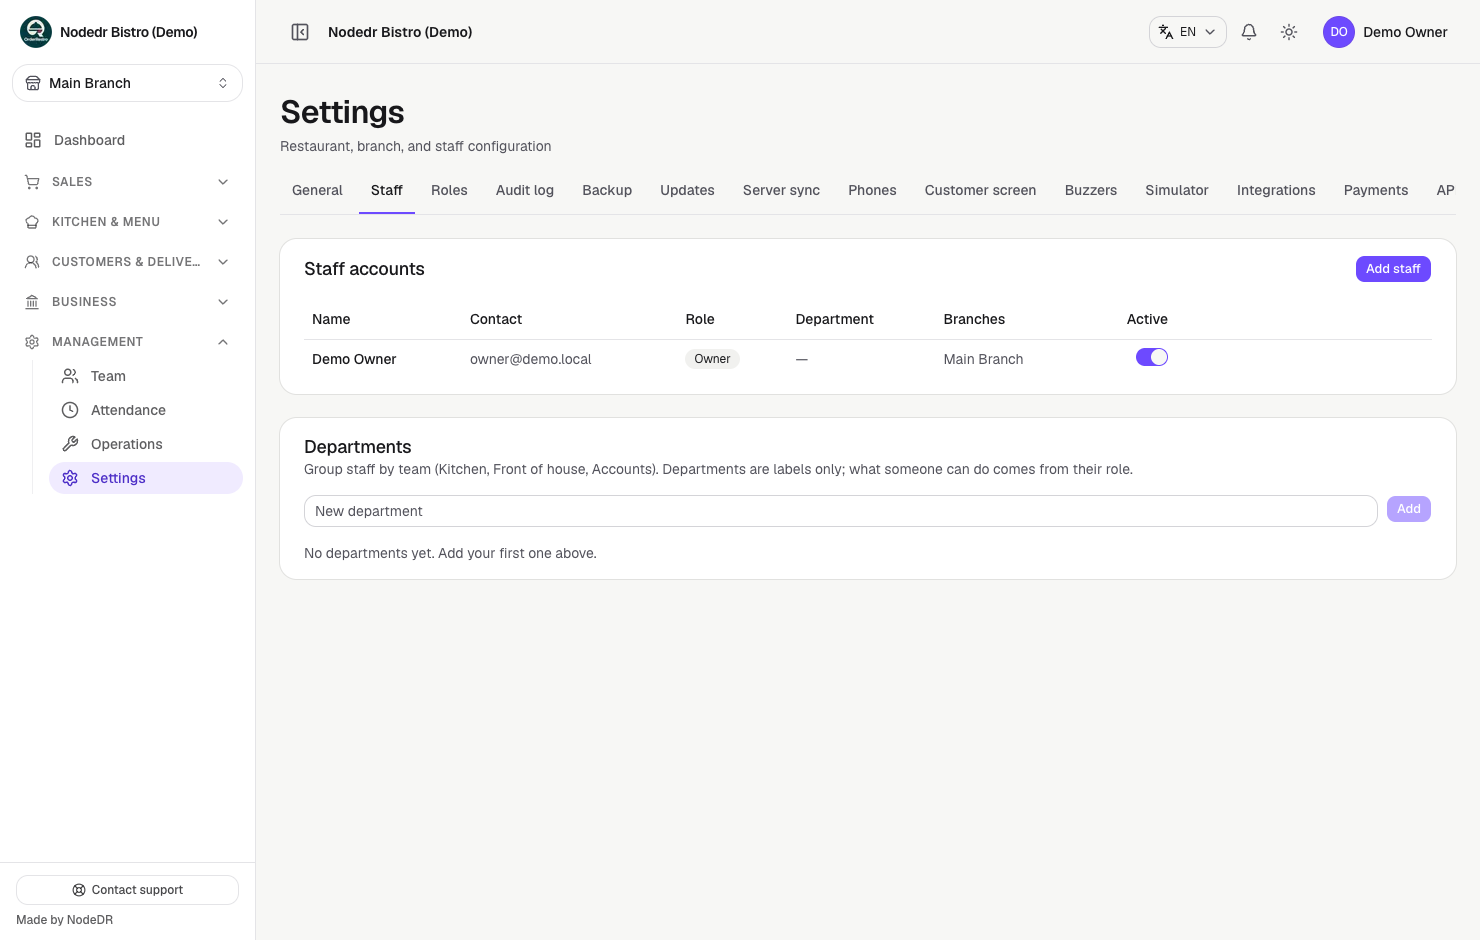 Nodedr Bistro (Demo)
Main Branch
Dashboard
SALES
KITCHEN & MENU
CUSTOMERS & DELIVE...
BUSINESS
MANAGEMENT
Team
Attendance
Operations
Settings
Contact support
Made by NodeDR
Nodedr Bistro (Demo)
EN
DO
Demo Owner
Settings
Restaurant, branch, and staff configuration
General Staff Roles Audit log Backup Updates Server sync Phones Customer screen Buzzers Simulator Integrations Payments AP
Staff accounts
Add staff
Name Contact Role Department Branches Active
Demo Owner owner@demo.local Owner — Main Branch
Departments
Group staff by team (Kitchen, Front of house, Accounts). Departments are labels only; what someone can do comes from their role.
New department
Add
No departments yet. Add your first one above.